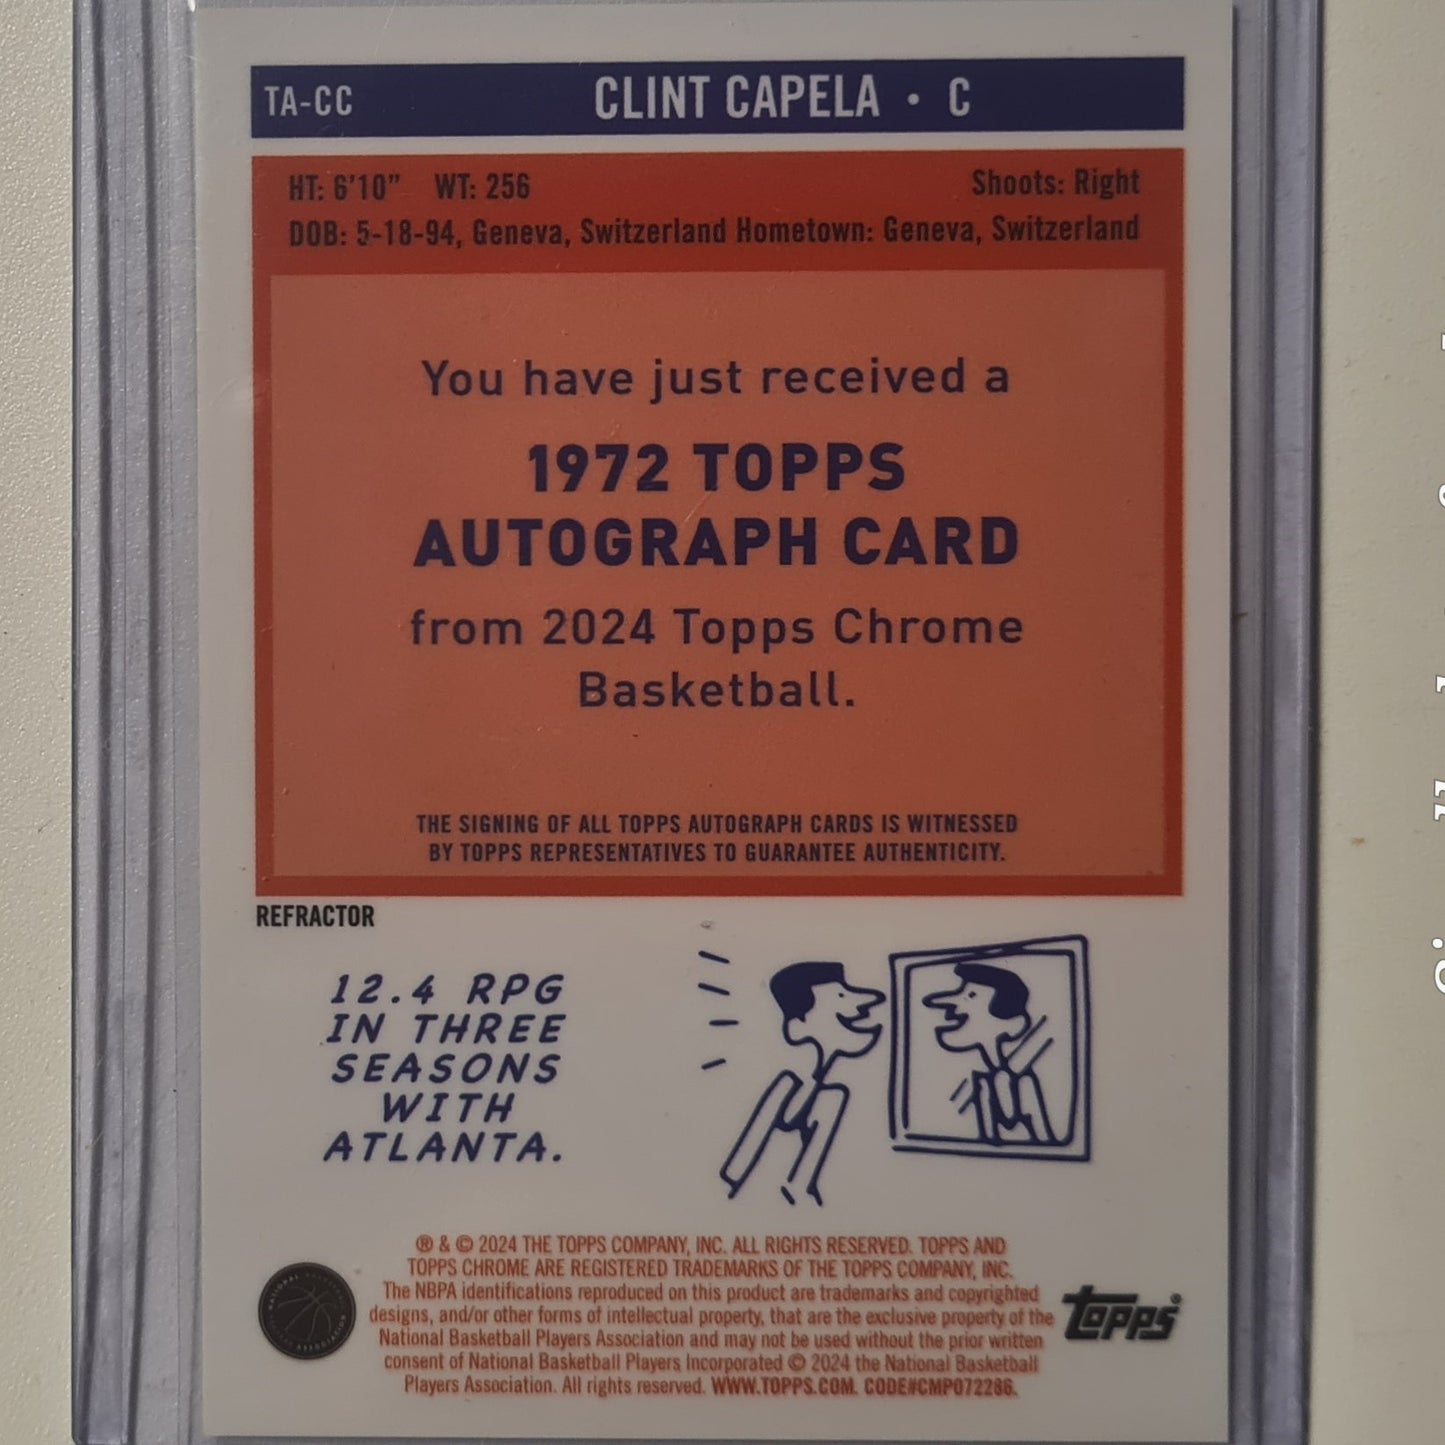 TA-CC CLINT CAPELA • C
HT: 6'10” WT: 256 Shoots: Right
DOB: 5-18-94, Geneva, Switzerland Hometown: Geneva, Switzerland
You have just received a
1972 TOPPS
AUTOGRAPH CARD
from 2024 Topps Chrome
Basketball.
THE SIGNING OF ALL TOPPS AUTOGRAPH CARDS IS WITNESSED
BY TOPPS REPRESENTATIVES TO GUARANTEE AUTHENTICITY.
REFRACTOR
12.4 RPG
IN THREE
SEASONS
WITH
ATLANTA.
® & © 2024 THE TOPPS COMPANY, INC. ALL RIGHTS RESERVED. TOPPS AND
TOPPS CHROME ARE REGISTERED TRADEMARKS OF THE TOPPS COMPANY, INC.
The NBPA identifications reproduced on this product are trademarks and copyrighted
designs, and/or other forms of intellectual property, that are the exclusive property of the
National Basketball Players Association and may not be used without the prior written
consent of National Basketball Players Incorporated © 2024 the National Basketball
Players Association. All rights reserved. WWW.TOPPS.COM. CODE#CMP072286.
topps®